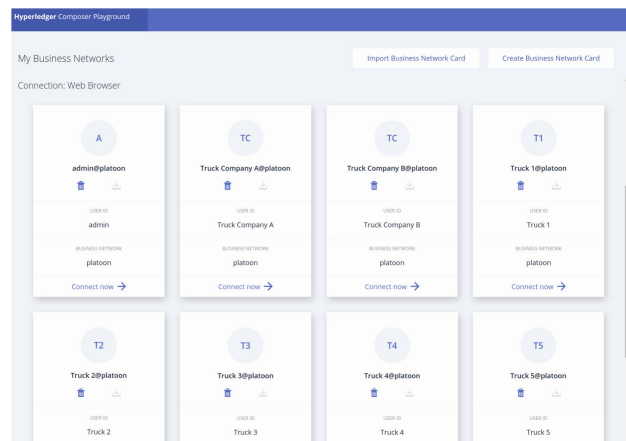 Hyperledger Composer Playground
My Business Networks
Import Business Network Card
Create Business Network Card
Connection: Web Browser
A
admin@platoon
USER ID
admin
BUSINESS NETWORK
platoon
Connect now →
TC
Truck Company A@platoon
USER ID
Truck Company A
BUSINESS NETWORK
platoon
Connect now →
TC
Truck Company B@platoon
USER ID
Truck Company B
BUSINESS NETWORK
platoon
Connect now →
T1
Truck 1@platoon
USER ID
Truck 1
BUSINESS NETWORK
platoon
Connect now →
T2
Truck 2@platoon
USER ID
Truck 2
T3
Truck 3@platoon
USER ID
Truck 3
T4
Truck 4@platoon
USER ID
Truck 4
T5
Truck 5@platoon
USER ID
Truck 5